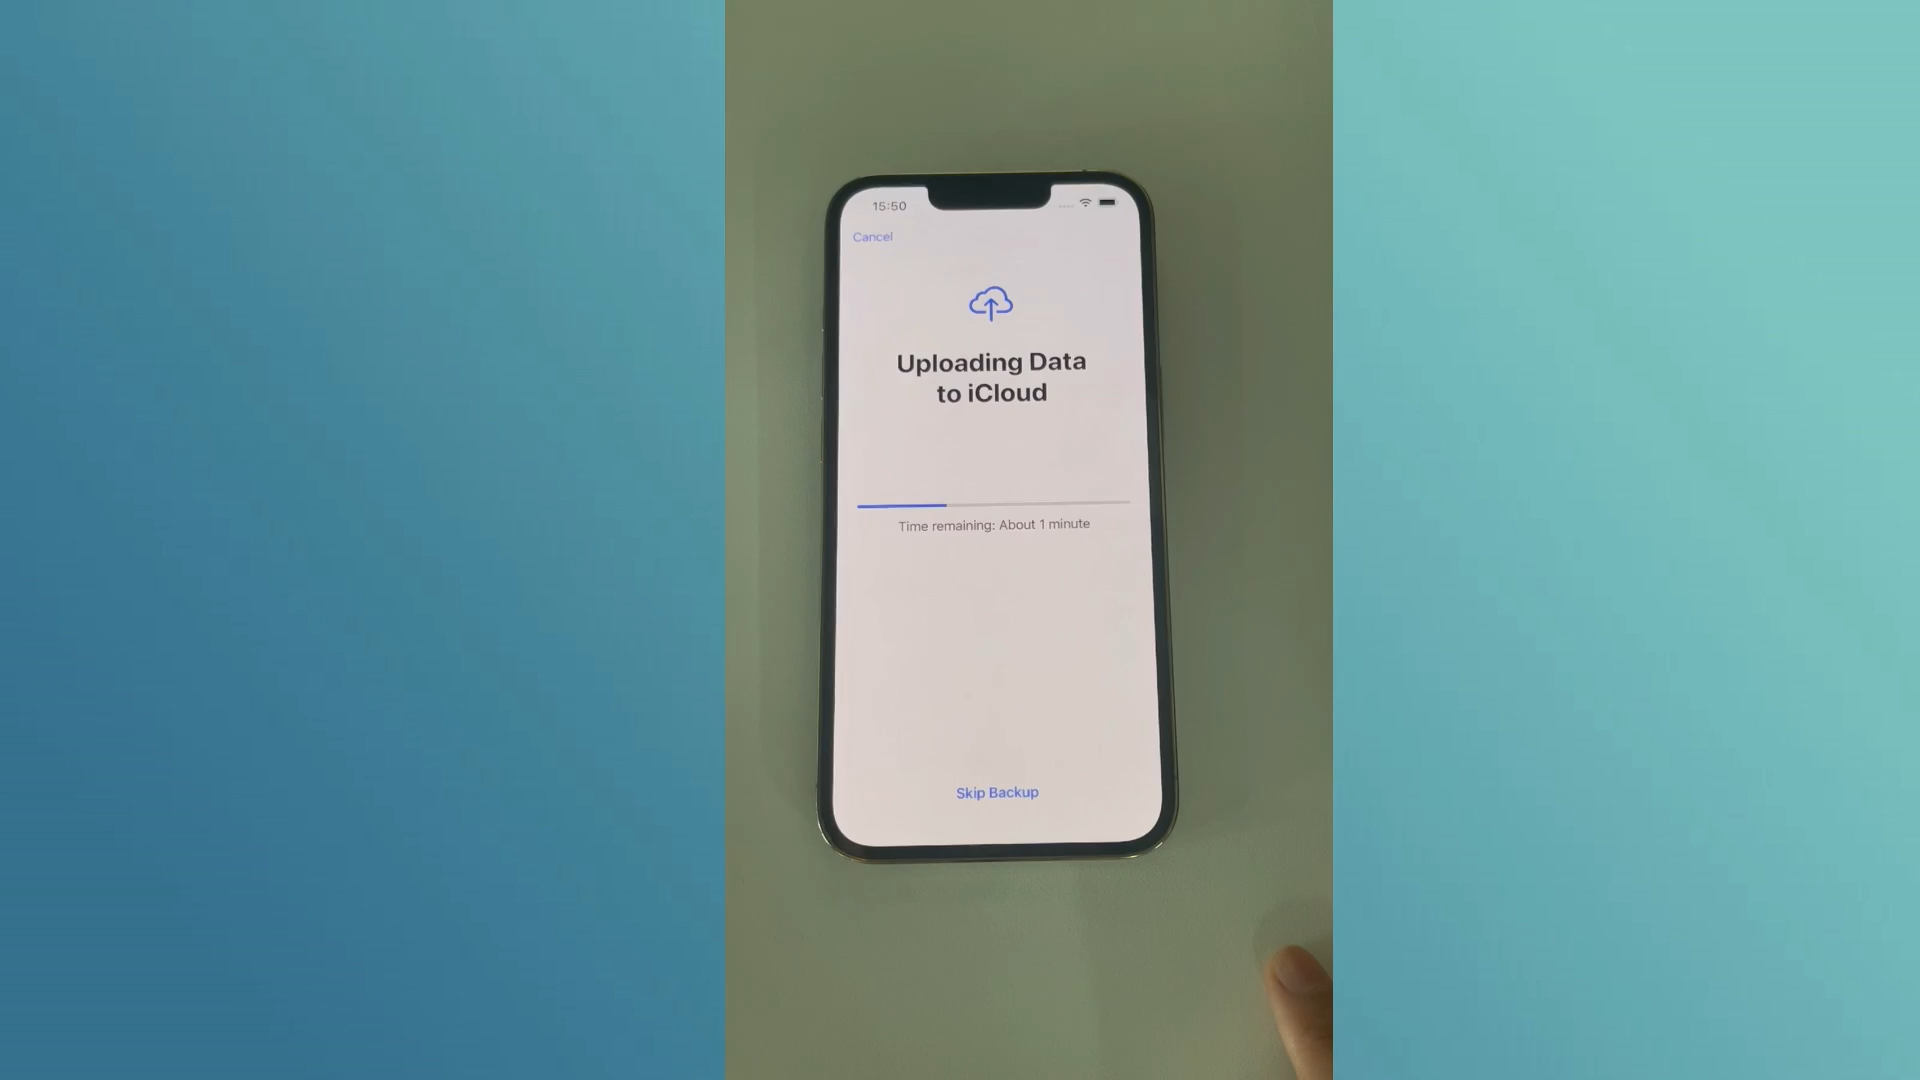 15:50
Cancel
Uploading Data
to iCloud
Time remaining: About 1 minute
Skip Backup